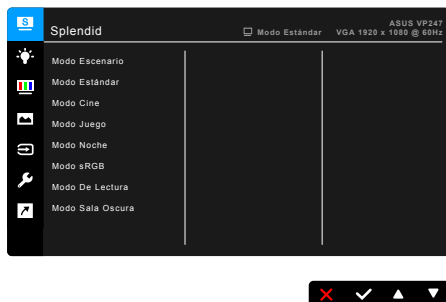 S
Splendid
Modo Estándar
ASUS VP247
VGA 1920 x 1080 @ 60Hz
Modo Escenario
Modo Estándar
Modo Cine
Modo Juego
Modo Noche
Modo sRGB
Modo De Lectura
Modo Sala Oscura